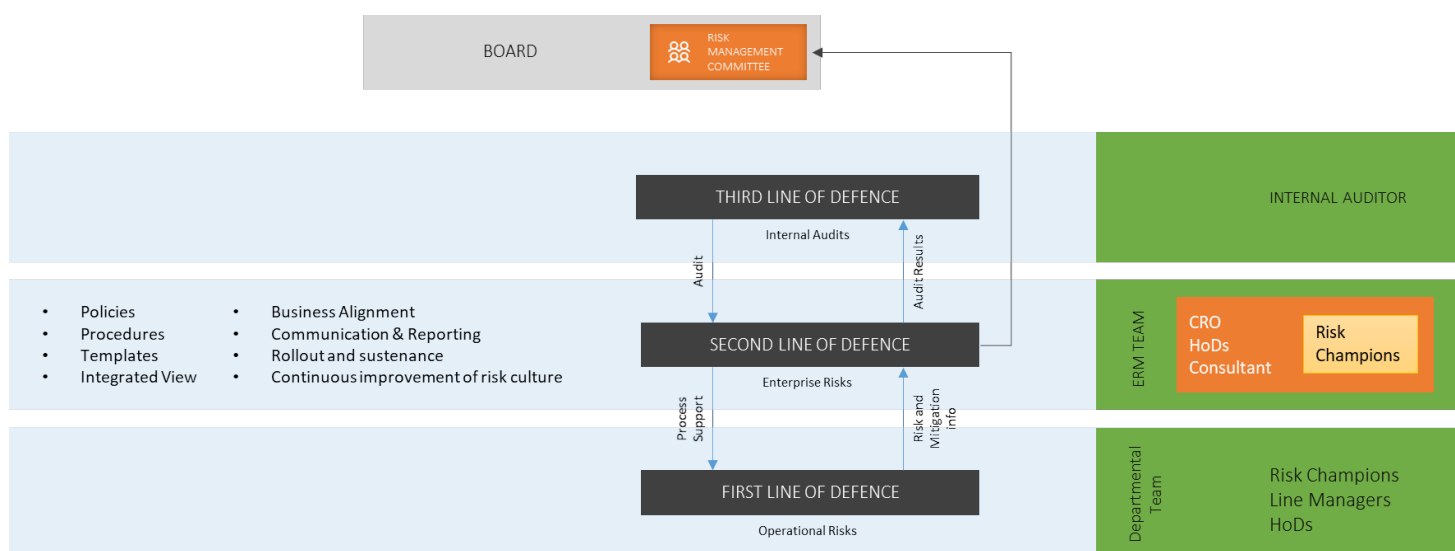 BOARD
RISK
MANAGEMENT
COMMITTEE
THIRD LINE OF DEFENCE
Internal Audits
INTERNAL AUDITOR
Audit
Audit Results
• Policies
• Procedures
• Templates
• Integrated View
• Business Alignment
• Communication & Reporting
• Rollout and sustenance
• Continuous improvement of risk culture
SECOND LINE OF DEFENCE
Enterprise Risks
ERM TEAM
CRO
HoDs
Consultant
Risk
Champions
Process
Support
Risk and
Mitigation
info
FIRST LINE OF DEFENCE
Operational Risks
Departmental
Team
Risk Champions
Line Managers
HoDs